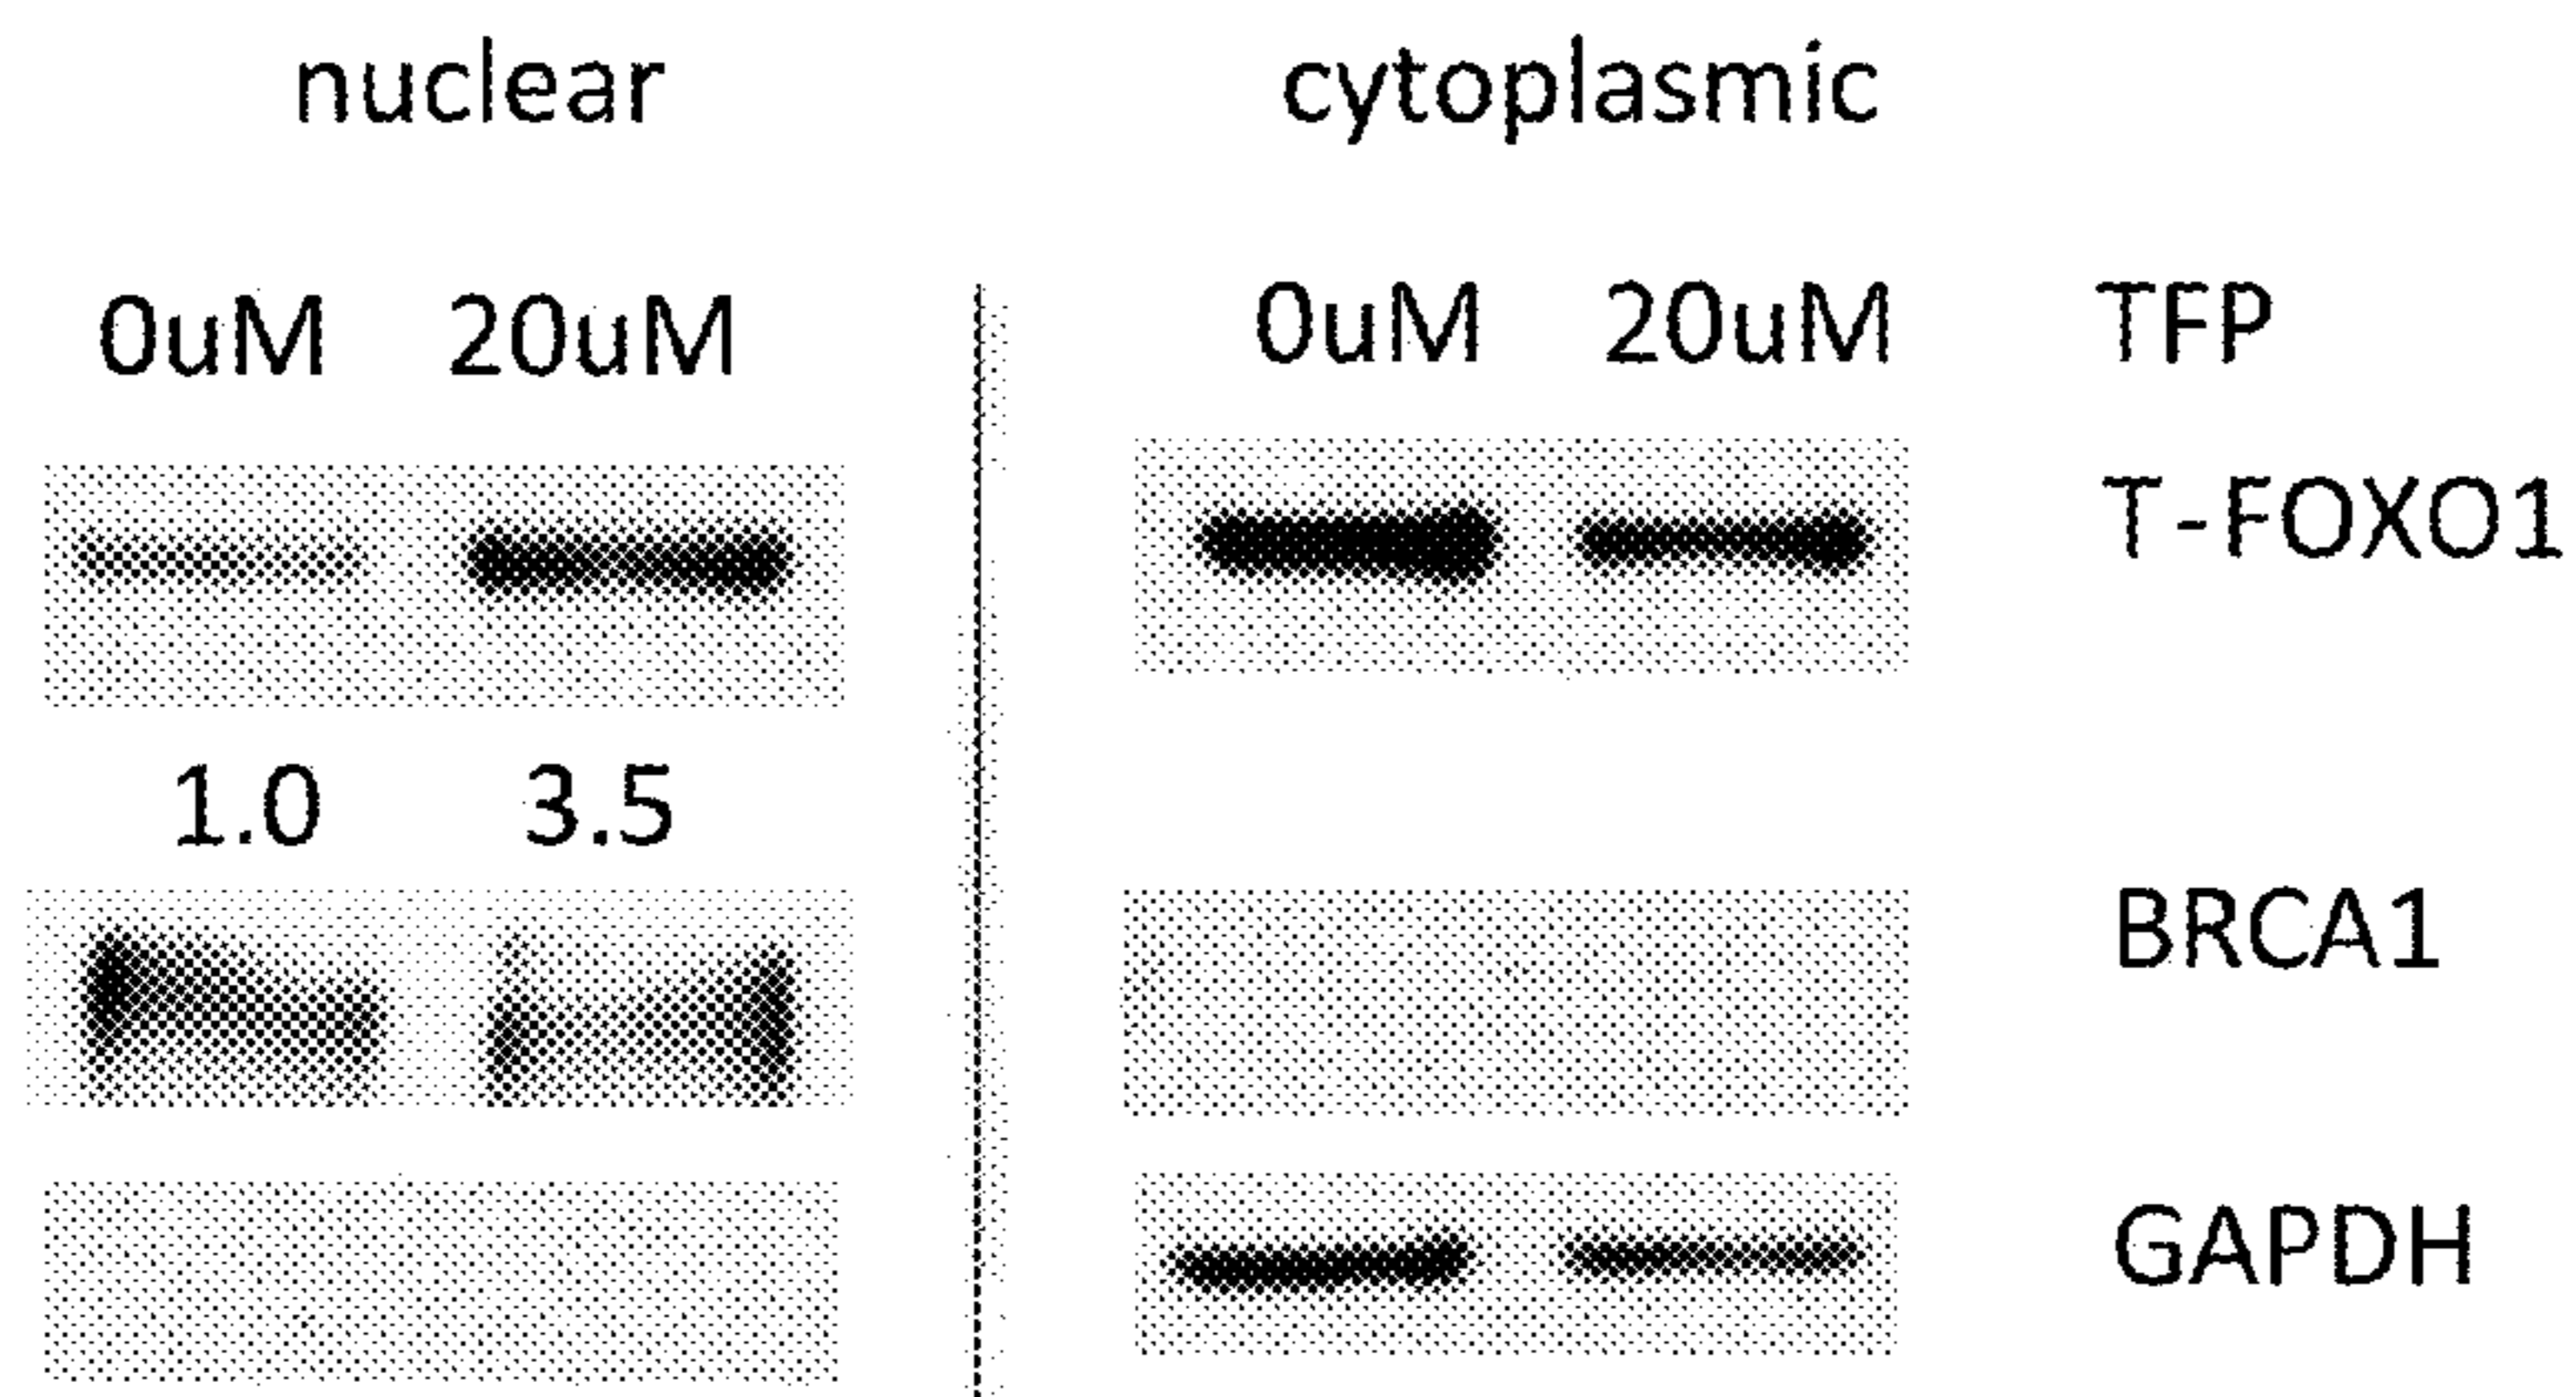 nuclear cytoplasmic
0uM 20uM 0uM 20uM TFP
T-FOXO1
1.0 3.5
BRCA1
GAPDH